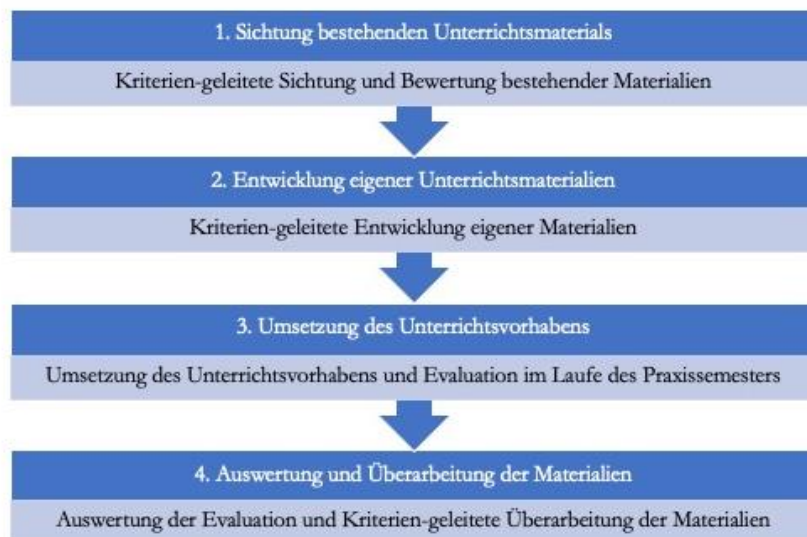 1. Sichtung bestehenden Unterrichtsmaterials
Kriterien-geleitete Sichtung und Bewertung bestehender Materialien
2. Entwicklung eigener Unterrichtsmaterialien
Kriterien-geleitete Entwicklung eigener Materialien
3. Umsetzung des Unterrichtsvorhabens
Umsetzung des Unterrichtsvorhabens und Evaluation im Laufe des Praxissemesters
4. Auswertung und Überarbeitung der Materialien
Auswertung der Evaluation und Kriterien-geleitete Überarbeitung der Materialien